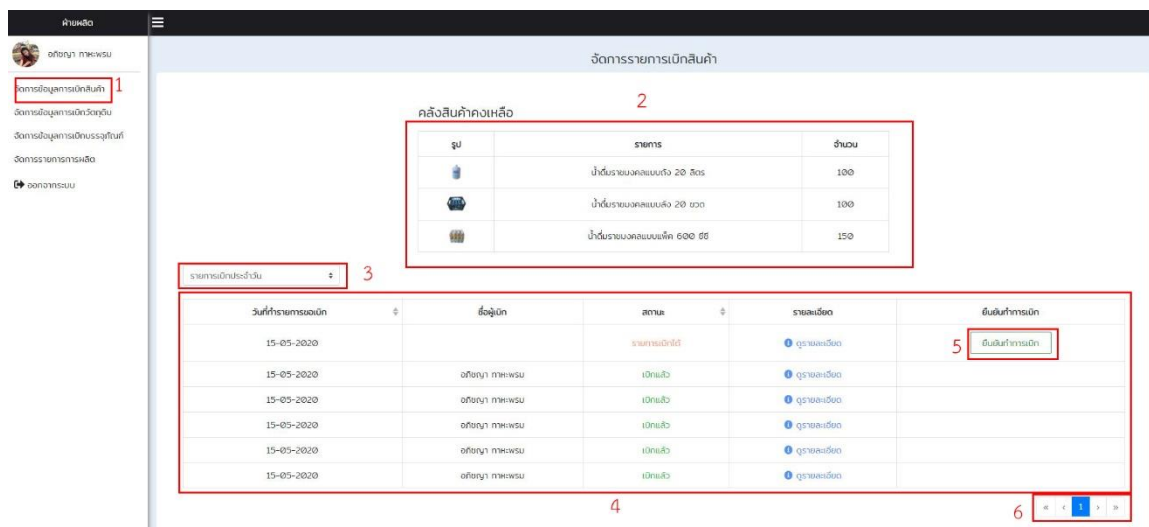 ฝ่ายผลิต
อภิชญา ทาหะพรม
จัดการรายการเบิกสินค้า
จัดการข้อมูลการเบิกสินค้า 1
จัดการข้อมูลการเบิกวัตถุดิบ
จัดการข้อมูลการเบิกบรรจุภัณฑ์
จัดการรายการการผลิต
ออกจากระบบ
คลังสินค้าคงเหลือ 2
รูป รายการ จำนวน
น้ำดื่มราชมงคลแบบถัง 20 ลิตร 100
น้ำดื่มราชมงคลแบบลัง 20 ขวด 100
น้ำดื่มราชมงคลแบบแพ็ค 600 ซีซี 150
รายการเบิกประจำวัน 3
วันที่ทำรายการขอเบิก ชื่อผู้เบิก สถานะ รายละเอียด ยืนยันทำการเบิก
15-05-2020 รายการเบิกได้ ดูรายละเอียด 5 ยืนยันทำการเบิก
15-05-2020 อภิชญา ทาหะพรม เบิกแล้ว ดูรายละเอียด
15-05-2020 อภิชญา ทาหะพรม เบิกแล้ว ดูรายละเอียด
15-05-2020 อภิชญา ทาหะพรม เบิกแล้ว ดูรายละเอียด
15-05-2020 อภิชญา ทาหะพรม เบิกแล้ว ดูรายละเอียด
15-05-2020 อภิชญา ทาหะพรม เบิกแล้ว ดูรายละเอียด
4
6 « ‹ 1 › »